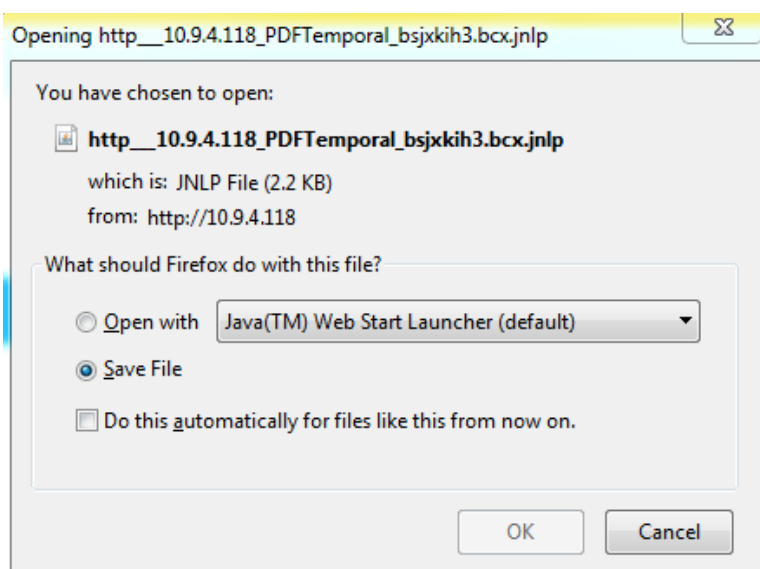 Opening http__10.9.4.118_PDFTemporal_bsjxkih3.bcx.jnlp
You have chosen to open:
http__10.9.4.118_PDFTemporal_bsjxkih3.bcx.jnlp
which is: JNLP File (2.2 KB)
from: http://10.9.4.118
What should Firefox do with this file?
Open with Java(TM) Web Start Launcher (default)
Save File
Do this automatically for files like this from now on.
OK Cancel